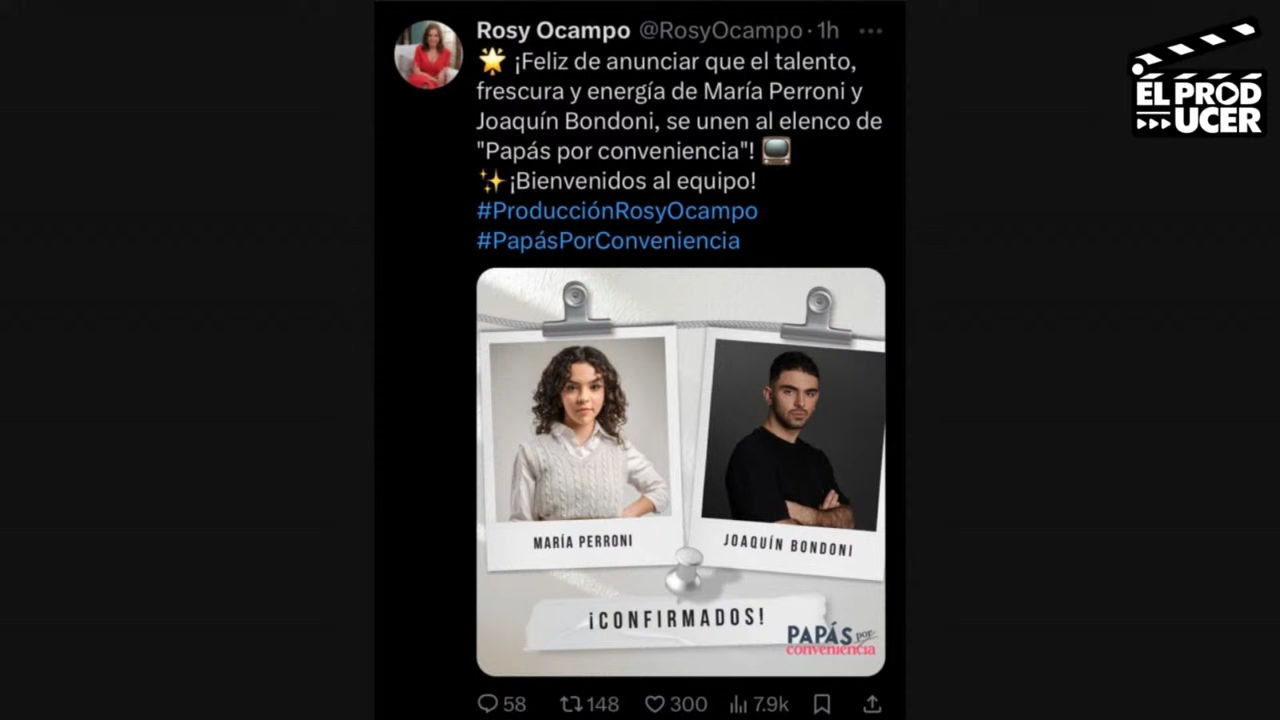 Rosy Ocampo @RosyOcampo · 1h
🌟 ¡Feliz de anunciar que el talento,
frescura y energía de María Perroni y
Joaquín Bondoni, se unen al elenco de
"Papás por conveniencia"! 📺
✨¡Bienvenidos al equipo!
#ProducciónRosyOcampo
#PapásPorConveniencia
MARÍA PERRONI
JOAQUÍN BONDONI
¡CONFIRMADOS!
PAPÁS por
conveniencia
58 148 300 7.9k
EL PROD
UCER